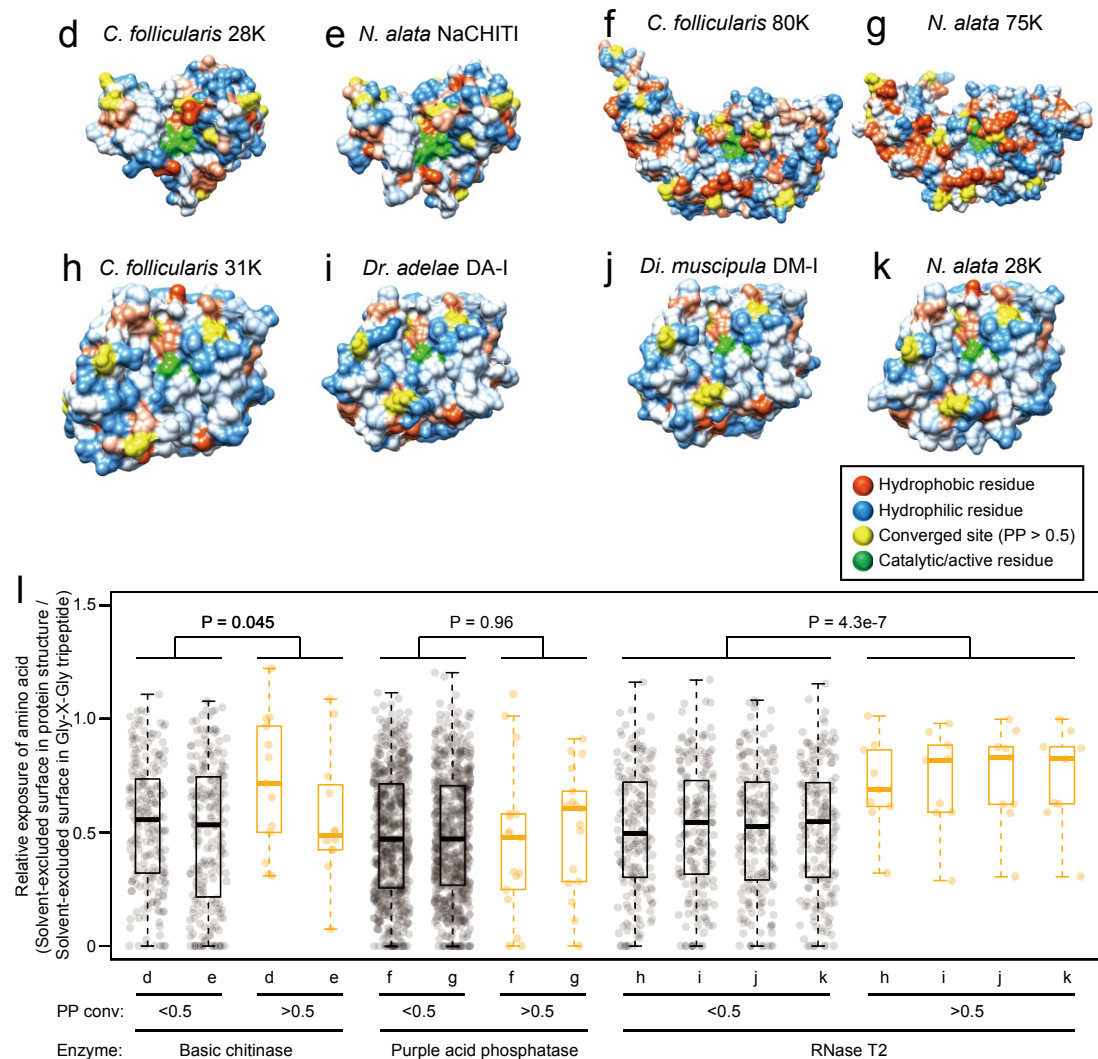 d C. follicularis 28K e N. alata NaCHITI f C. follicularis 80K g N. alata 75K
h C. follicularis 31K i Dr. adelae DA-I j Di. muscipula DM-I k N. alata 28K
Hydrophobic residue
Hydrophilic residue
Converged site (PP > 0.5)
Catalytic/active residue
l
Relative exposure of amino acid
(Solvent-excluded surface in protein structure /
Solvent-excluded surface in Gly-X-Gly tripeptide)
1.5
1.0
0.5
0
P = 0.045 P = 0.96 P = 4.3e-7
d e d e f g f g h i j k h i j k
PP conv: <0.5 >0.5 <0.5 >0.5 <0.5 >0.5
Enzyme: Basic chitinase Purple acid phosphatase RNase T2